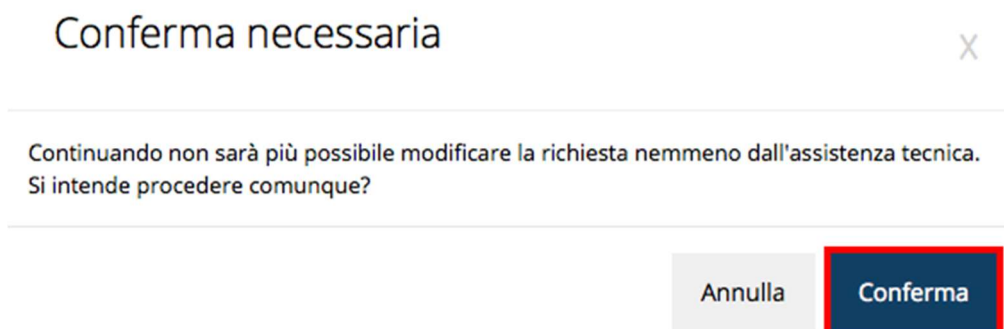 Conferma necessaria
X
Continuando non sarà più possibile modificare la richiesta nemmeno dall'assistenza tecnica.
Si intende procedere comunque?
Annulla
Conferma